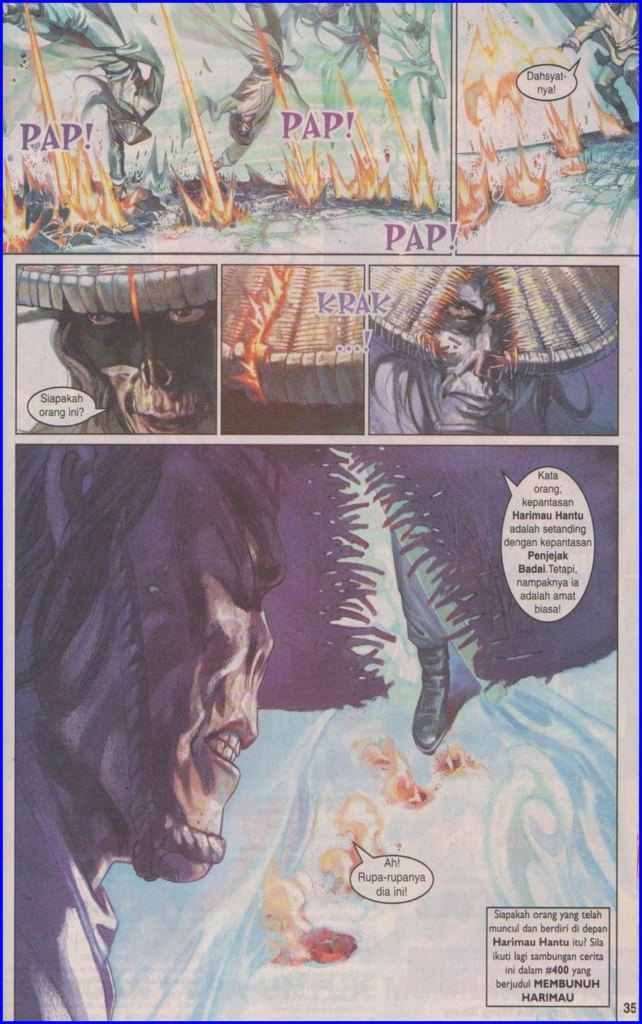 PAP!
PAP!
Dahsyat-
nya!
PAP!
Siapakah
orang ini?
KRAK
....!
Kata
orang,
kepantasan
Harimau Hantu
adalah setanding
dengan kepantasan
Penjejak
Badai.Tetapi,
nampaknya ia
adalah amat
biasa!
Ah!
Rupa-rupanya
dia ini!
Siapakah orang yang telah
muncul dan berdiri di depan
Harimau Hantu itu? Sila
ikuti lagi sambungan cerita
ini dalam #400 yang
berjudul MEMBUNUH
HARIMAU
35